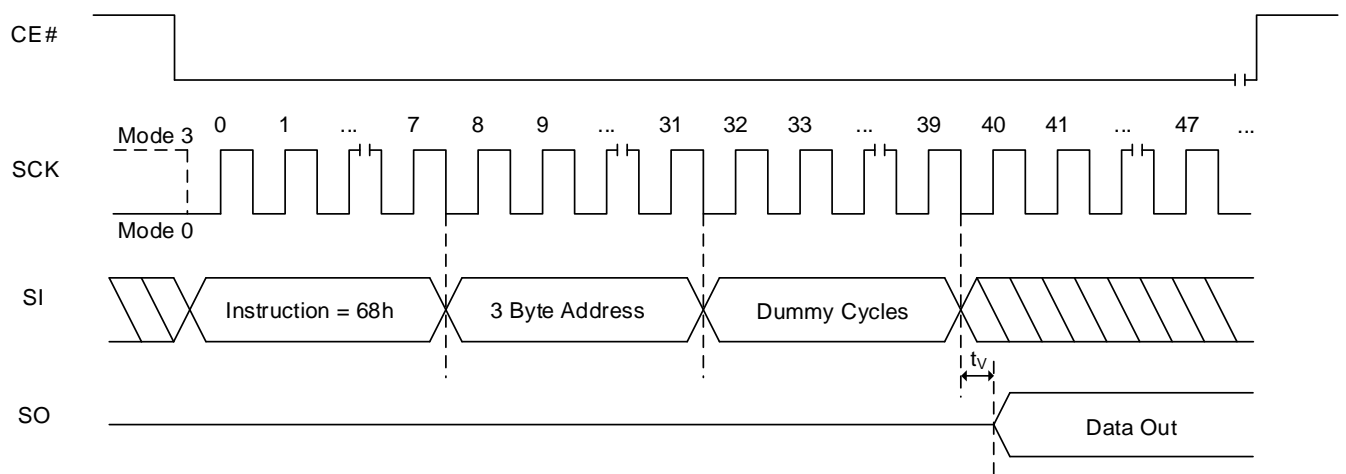 CE#
Mode 3 0 1 ... 7 8 9 ... 31 32 33 ... 39 40 41 ... 47 ...
SCK
Mode 0
SI Instruction = 68h 3 Byte Address Dummy Cycles
tV
SO Data Out